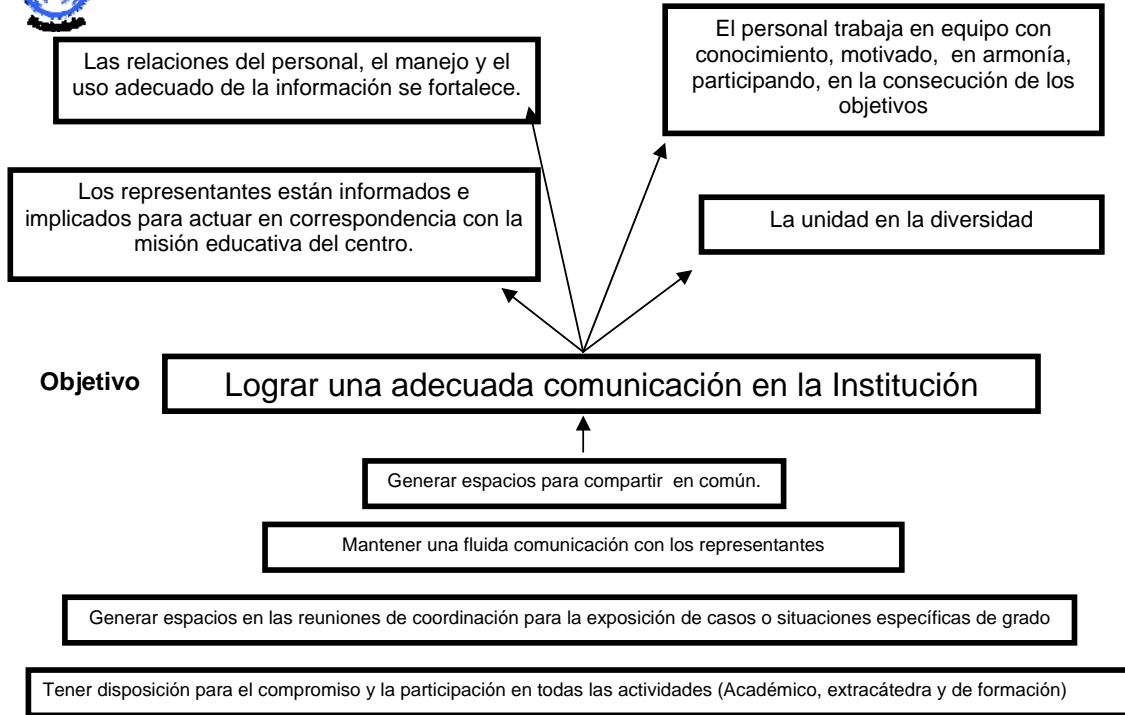 Las relaciones del personal, el manejo y el
uso adecuado de la información se fortalece.
El personal trabaja en equipo con
conocimiento, motivado, en armonía,
participando, en la consecución de los
objetivos
Los representantes están informados e
implicados para actuar en correspondencia con la
misión educativa del centro.
La unidad en la diversidad
Objetivo
Lograr una adecuada comunicación en la Institución
Generar espacios para compartir en común.
Mantener una fluida comunicación con los representantes
Generar espacios en las reuniones de coordinación para la exposición de casos o situaciones específicas de grado
Tener disposición para el compromiso y la participación en todas las actividades (Académico, extracátedra y de formación)